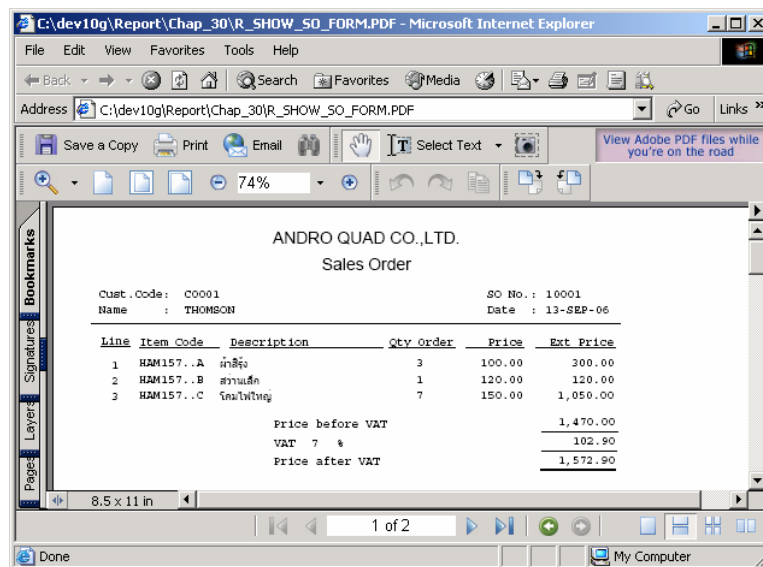 C:\dev10g\Report\Chap_30\R_SHOW_SO_FORM.PDF - Microsoft Internet Explorer
File Edit View Favorites Tools Help
Back Search Favorites Media
Address C:\dev10g\Report\Chap_30\R_SHOW_SO_FORM.PDF Go Links »
Save a Copy Print Email Select Text View Adobe PDF files while you're on the road
74%
Bookmarks
Signatures
Layers
Pages
ANDRO QUAD CO.,LTD.
Sales Order
Cust.Code: C0001 SO No.: 10001
Name : THOMSON Date : 13-SEP-06
Line Item Code Description Qty Order Price Ext Price
1 HAM157..A ผ้าสีรุ้ง 3 100.00 300.00
2 HAM157..B สว่านเล็ก 1 120.00 120.00
3 HAM157..C โคมไฟใหญ่ 7 150.00 1,050.00
Price before VAT 1,470.00
VAT 7 % 102.90
Price after VAT 1,572.90
8.5 x 11 in
1 of 2
Done My Computer